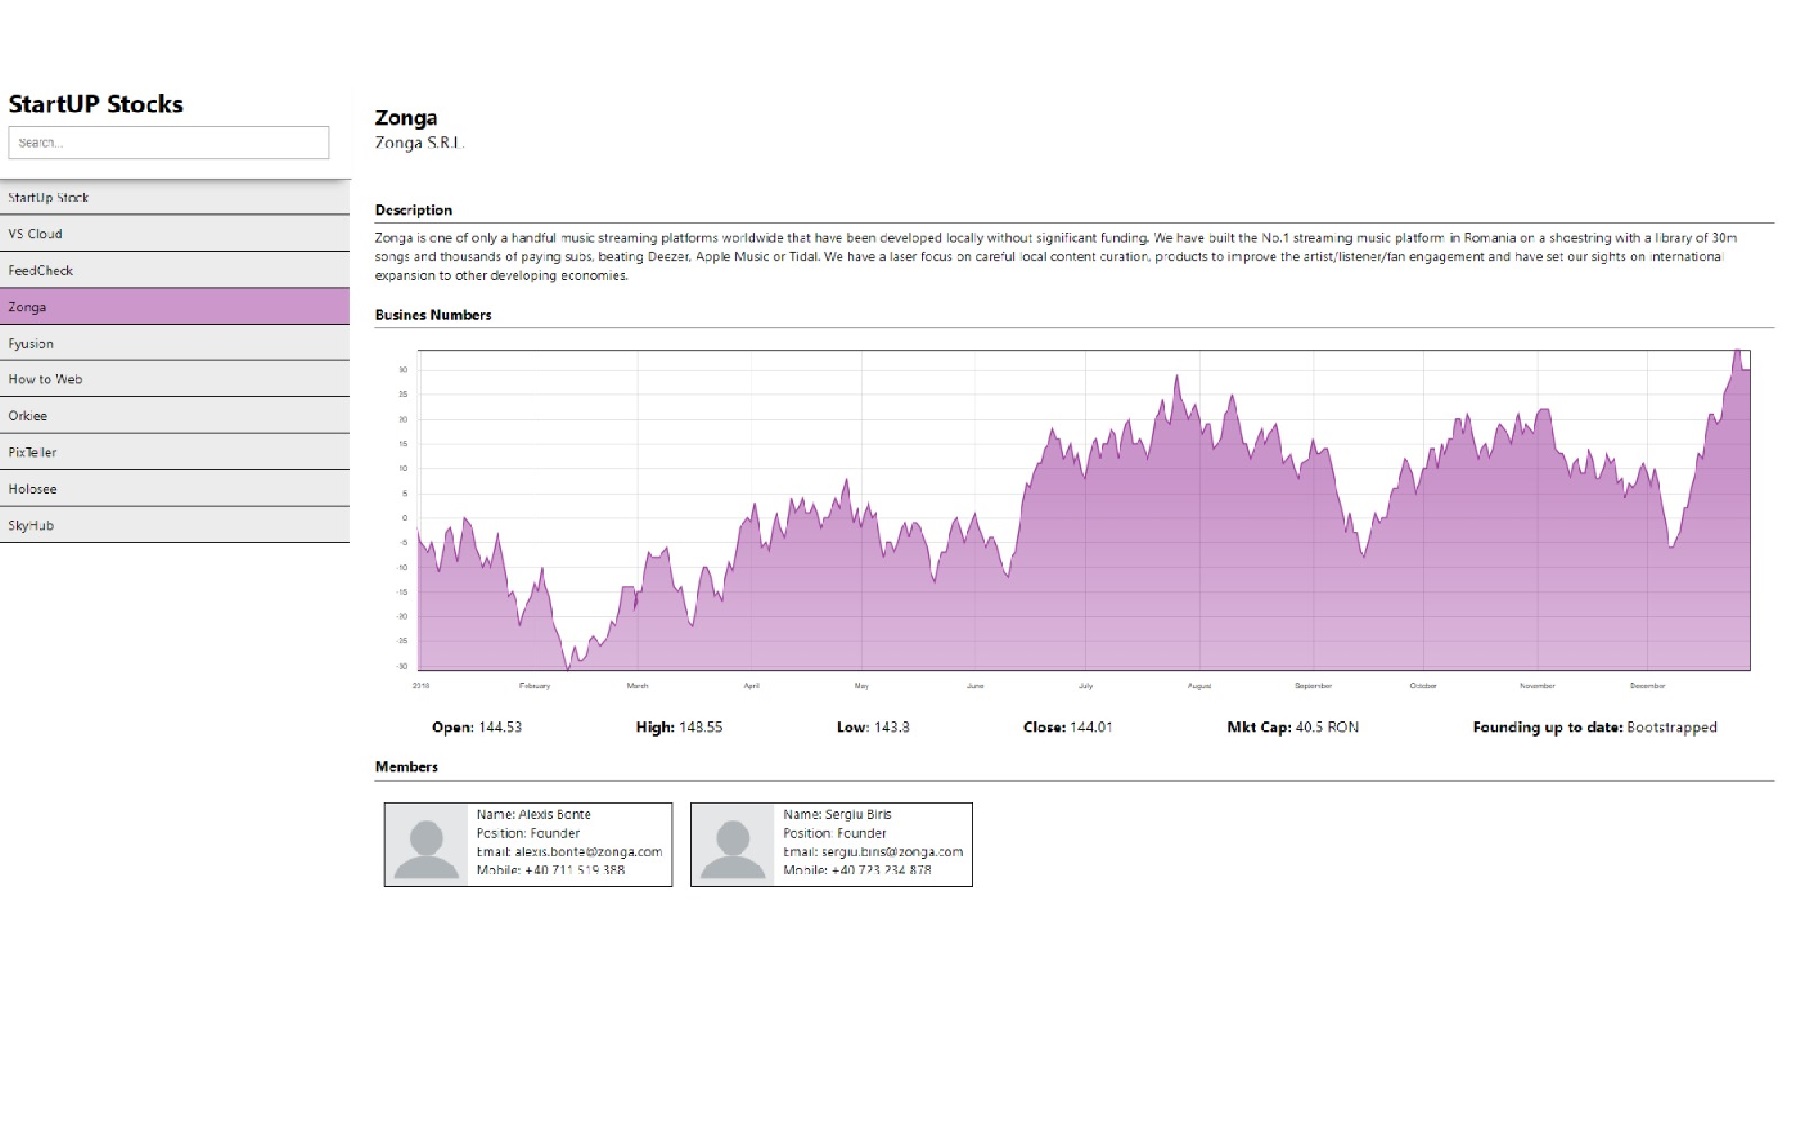 StartUP Stocks
Search...
StartUp Stock
VS Cloud
FeedCheck
Zonga
Fyusion
How to Web
Orkiee
PixTeller
Holosee
SkyHub
Zonga
Zonga S.R.L.
Description
Zonga is one of only a handful music streaming platforms worldwide that have been developed locally without significant funding. We have built the No.1 streaming music platform in Romania on a shoestring with a library of 30m
songs and thousands of paying subs, beating Deezer, Apple Music or Tidal. We have a laser focus on careful local content curation, products to improve the artist/listener/fan engagement and have set our sights on international
expansion to other developing economies.
Busines Numbers
30
25
20
15
10
5
0
-5
-10
-15
-20
-25
-30
2018 February March April May June July August September October November December
Open: 144.53 High: 148.55 Low: 143.8 Close: 144.01 Mkt Cap: 40.5 RON Founding up to date: Bootstrapped
Members
Name: Alexis Bonte
Position: Founder
Email: alexis.bonte@zonga.com
Mobile: +40 711 519 388
Name: Sergiu Biris
Position: Founder
Email: sergiu.biris@zonga.com
Mobile: +40 723 234 878